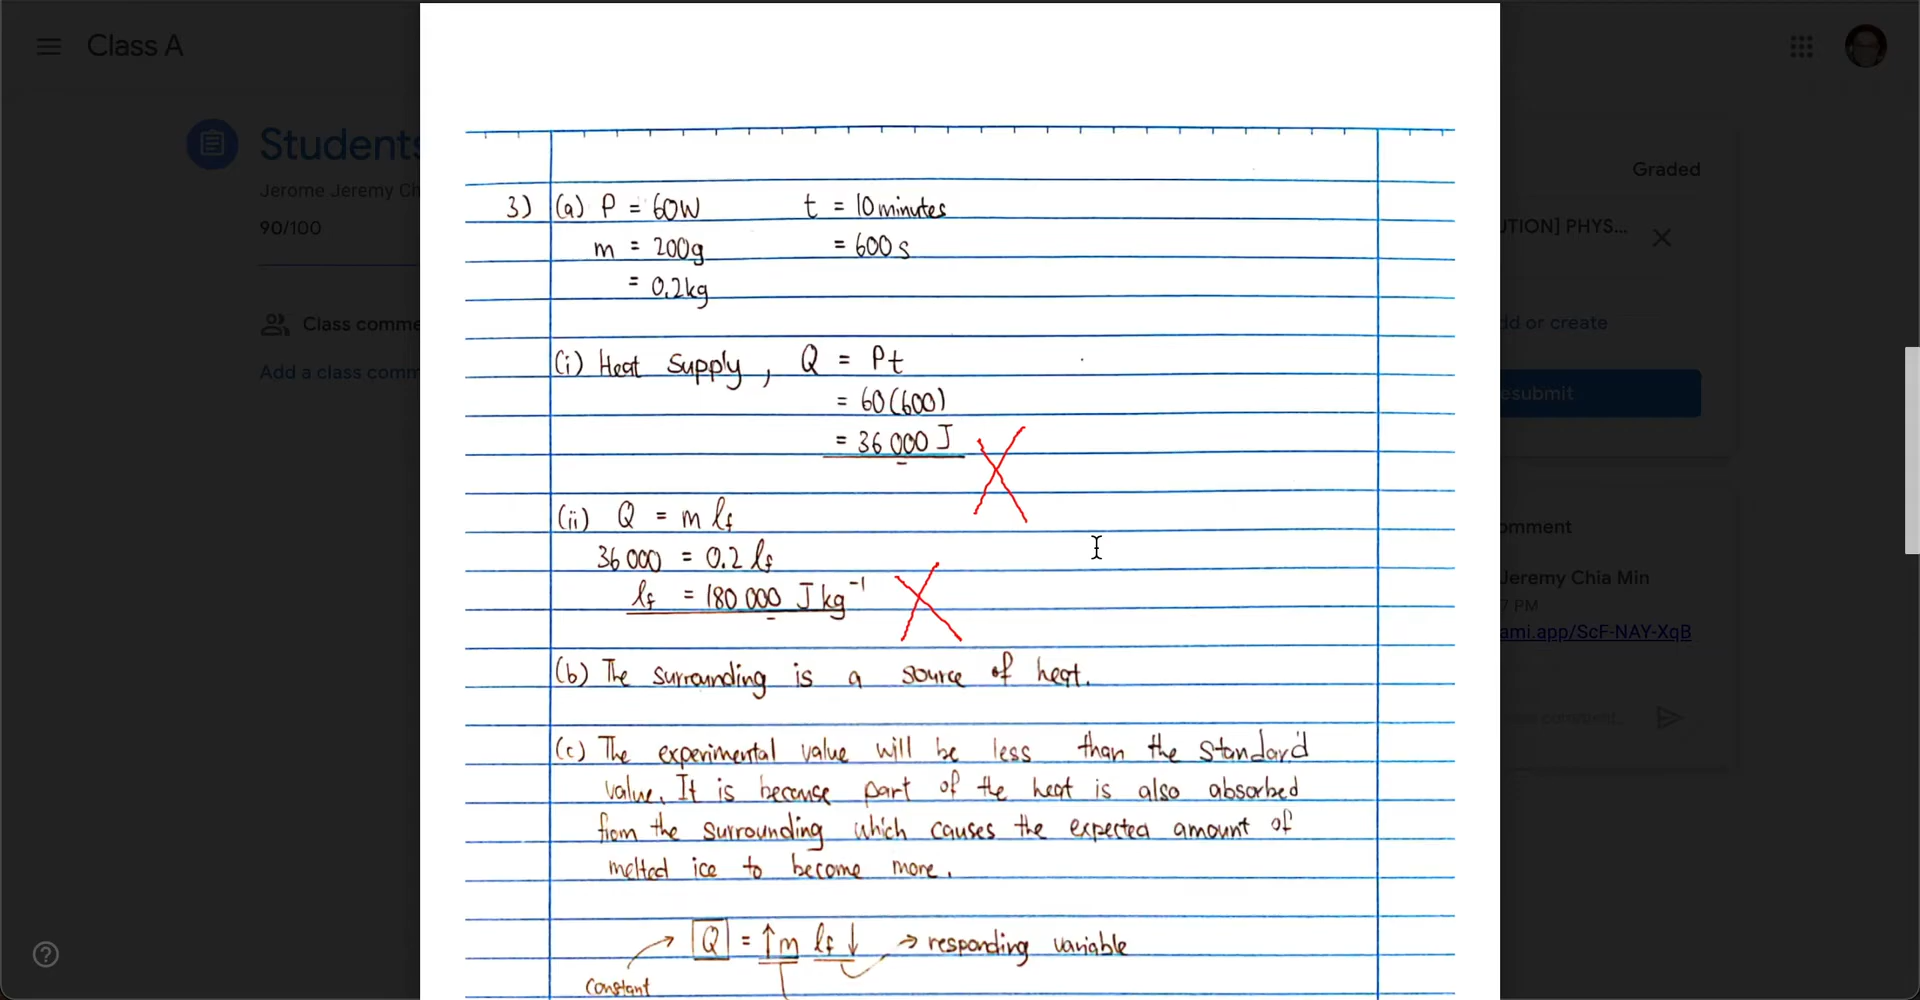 Class A
Students
Jerome Jeremy Ch
90/100
Class comme
Add a class comm
3) (a) P = 60W t = 10 minutes
m = 200g = 600 s
= 0.2kg
(i) Heat Supply, Q = Pt
= 60(600)
= 36 000 J
(ii) Q = m lf
36 000 = 0.2 lf
lf = 180 000 J kg⁻¹
(b) The surrounding is a source of heat.
(c) The experimental value will be less than the standard
value. It is because part of the heat is also absorbed
from the surrounding which causes the expected amount of
melted ice to become more.
Q = ↑m lf ↓ → responding variable
constant
Graded
UTION] PHYS...
dd or create
esubmit
omment
Jeremy Chia Min
7 PM
ami.app/ScF-NAY-XqB